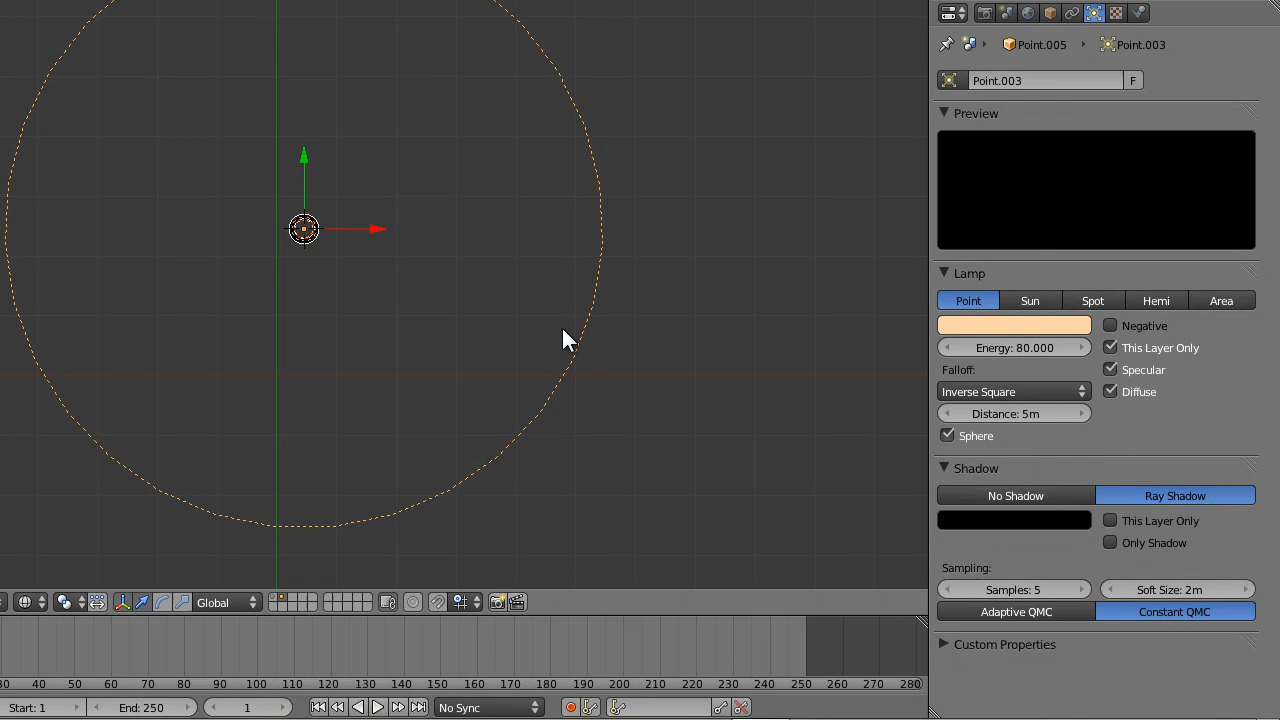 Point.005 Point.003
Point.003 F
Preview
Lamp
Point Sun Spot Hemi Area
Negative
Energy: 80.000 This Layer Only
Falloff: Specular
Inverse Square Diffuse
Distance: 5m
Sphere
Shadow
No Shadow Ray Shadow
This Layer Only
Only Shadow
Sampling:
Samples: 5 Soft Size: 2m
Adaptive QMC Constant QMC
Custom Properties
Global
30 40 50 60 70 80 90 100 110 120 130 140 150 160 170 180 190 200 210 220 230 240 250 260 270 280
Start: 1 End: 250 1 No Sync